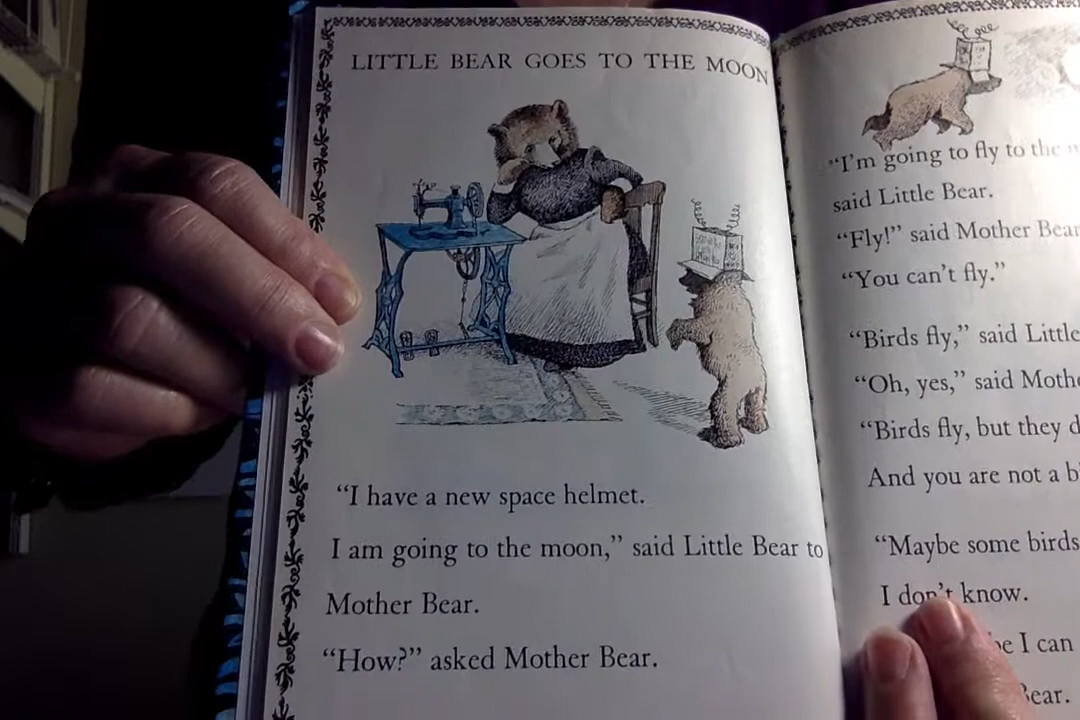 LITTLE BEAR GOES TO THE MOON
“I have a new space helmet.
I am going to the moon,” said Little Bear to
Mother Bear.
“How?” asked Mother Bear.
“I'm going to fly to the
said Little Bear.
“Fly!” said Mother Bear
“You can't fly.”
“Birds fly,” said Little
“Oh, yes,” said
“Birds fly, but they
And you are not a
“Maybe some birds
I don't know.
I can
Bear.